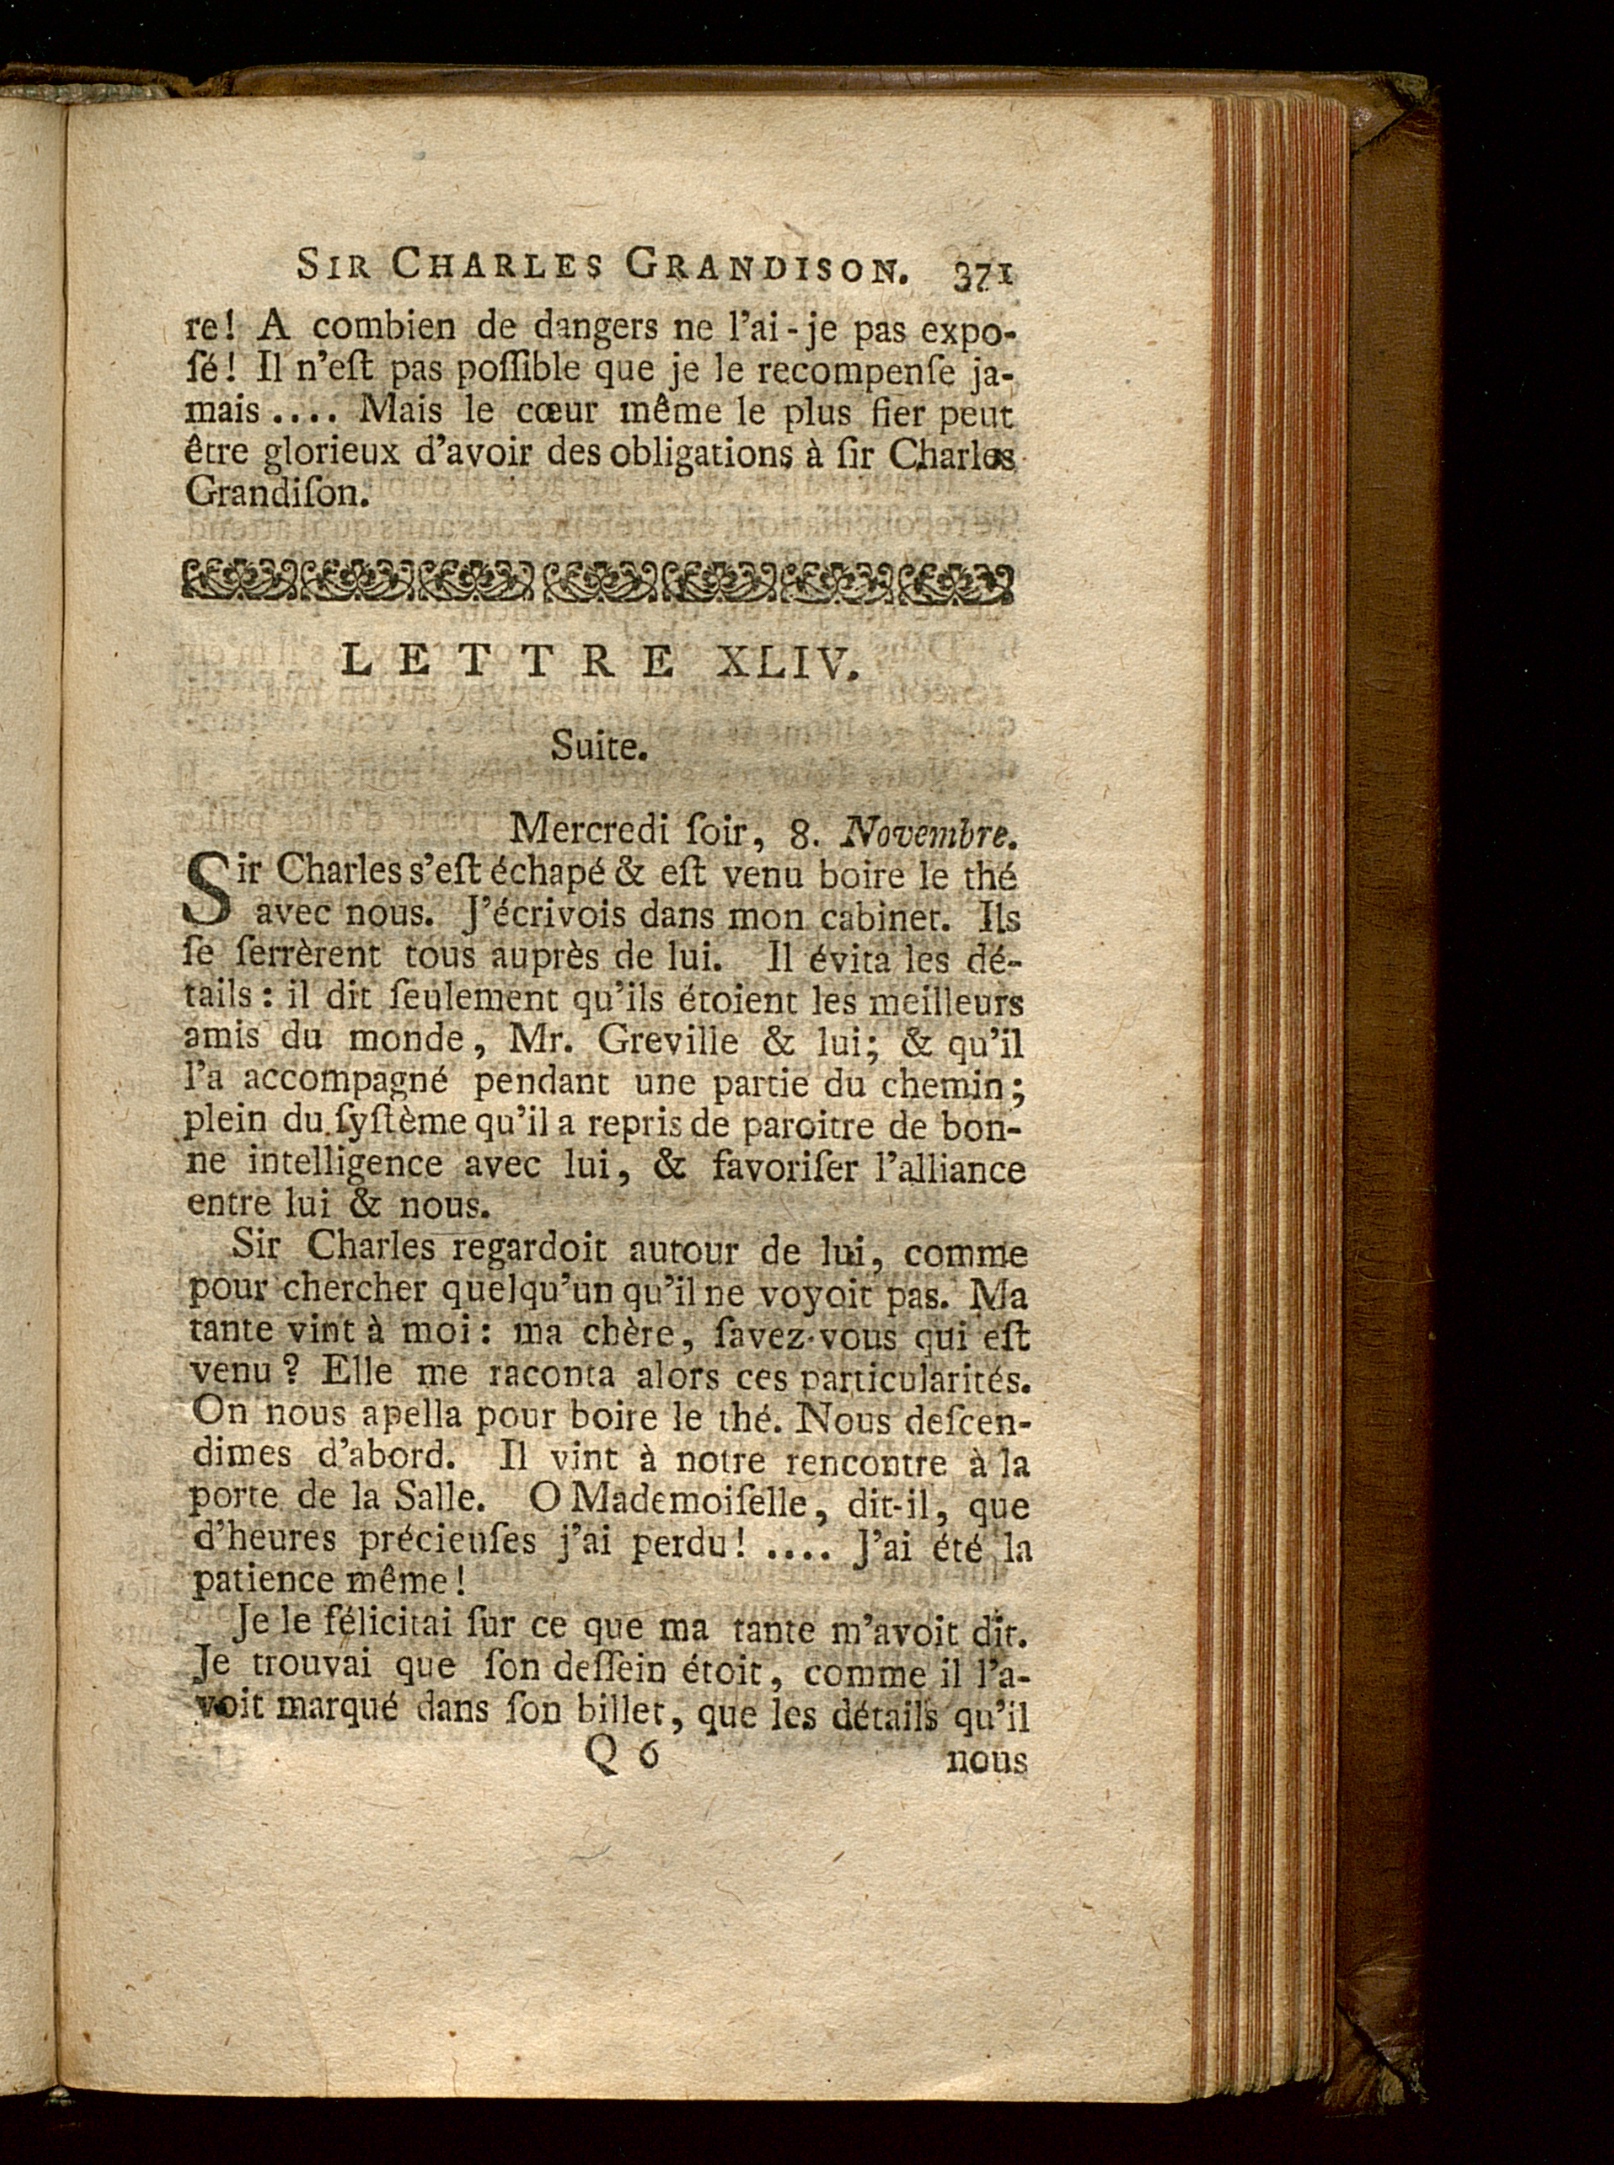 SIR CHARLES GRANDISON. 371
re! A combien de dangers ne l'ai-je pas expo-
ſé! Il n'eſt pas poſſible que je le recompenſe ja-
mais .... Mais le cœur même le plus fier peut
être glorieux d'avoir des obligations à ſir Charles
Grandiſon.
LETTRE XLIV.
Suite.
Mercredi ſoir, 8. Novembre.
Sir Charles s'eſt échapé & eſt venu boire le thé
avec nous. J'écrivois dans mon cabinet. Ils
ſe ſerrèrent tous auprès de lui. Il évita les dé-
tails: il dit ſeulement qu'ils étoient les meilleurs
amis du monde, Mr. Greville & lui; & qu'il
l'a accompagné pendant une partie du chemin;
plein du ſyſtème qu'il a repris de paroitre de bon-
ne intelligence avec lui, & favoriſer l'alliance
entre lui & nous.
Sir Charles regardoit autour de lui, comme
pour chercher quelqu'un qu'il ne voyoit pas. Ma
tante vint à moi: ma chère, ſavez-vous qui eſt
venu? Elle me raconta alors ces particularités.
On nous apella pour boire le thé. Nous deſcen-
dimes d'abord. Il vint à notre rencontre à la
porte de la Salle. O Mademoiſelle, dit-il, que
d'heures précieuſes j'ai perdu! .... J'ai été la
patience même!
Je le félicitai ſur ce que ma tante m'avoit dit.
Je trouvai que ſon deſſein étoit, comme il l'a-
voit marqué dans ſon billet, que les détails qu'il
Q 6 nous